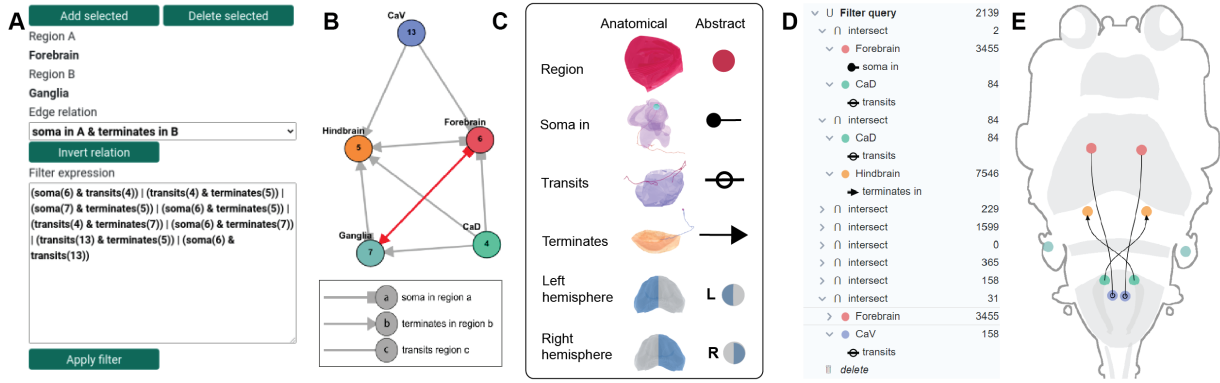 A
Add selected
Delete selected
Region A
Forebrain
Region B
Ganglia
Edge relation
soma in A & terminates in B
Invert relation
Filter expression
(soma(6) & transits(4)) | (transits(4) & terminates(5)) |
(soma(7) & terminates(5)) | (soma(6) & terminates(5)) |
(transits(4) & terminates(7)) | (soma(6) & terminates(7))
| (transits(13) & terminates(5)) | (soma(6) &
transits(13))
Apply filter
B
CaV
13
Forebrain
6
Hindbrain
5
Ganglia
7
CaD
4
a soma in region a
b terminates in region b
c transits region c
C
Anatomical Abstract
Region
Soma in
Transits
Terminates
Left
hemisphere
L
Right
hemisphere
R
D
U Filter query 2139
∩ intersect 2
Forebrain 3455
soma in
CaD 84
transits
∩ intersect 84
CaD 84
transits
Hindbrain 7546
terminates in
∩ intersect 229
∩ intersect 1599
∩ intersect 0
∩ intersect 365
∩ intersect 158
∩ intersect 31
Forebrain 3455
CaV 158
transits
delete
E